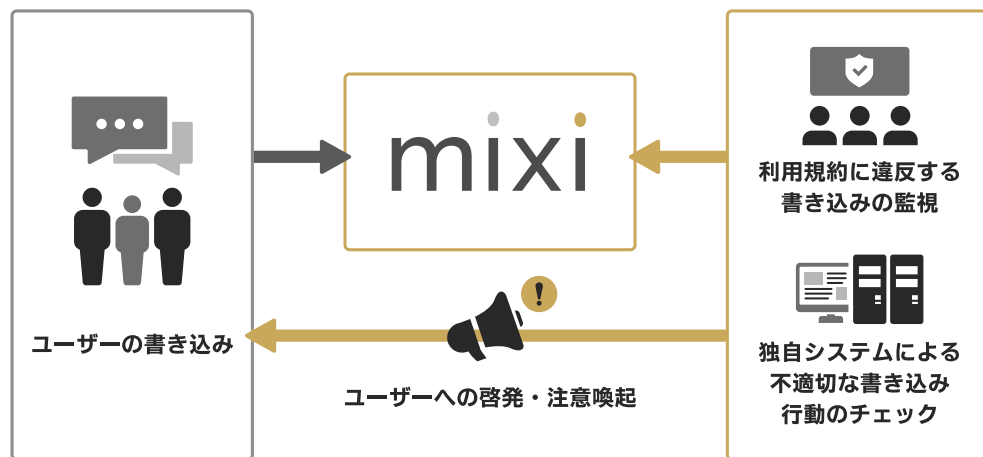 ユーザーの書き込み
mixi
ユーザーへの啓発・注意喚起
利用規約に違反する
書き込みの監視
独自システムによる
不適切な書き込み
行動のチェック